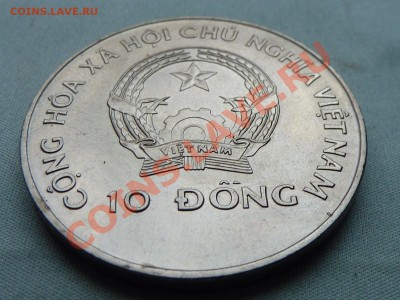 COINS.LAVE.RU
CỘNG HÒA XÃ HỘI CHỦ NGHĨA VIỆT NAM
VIỆT NAM
10 ĐỒNG
COINS.LAVE.RU